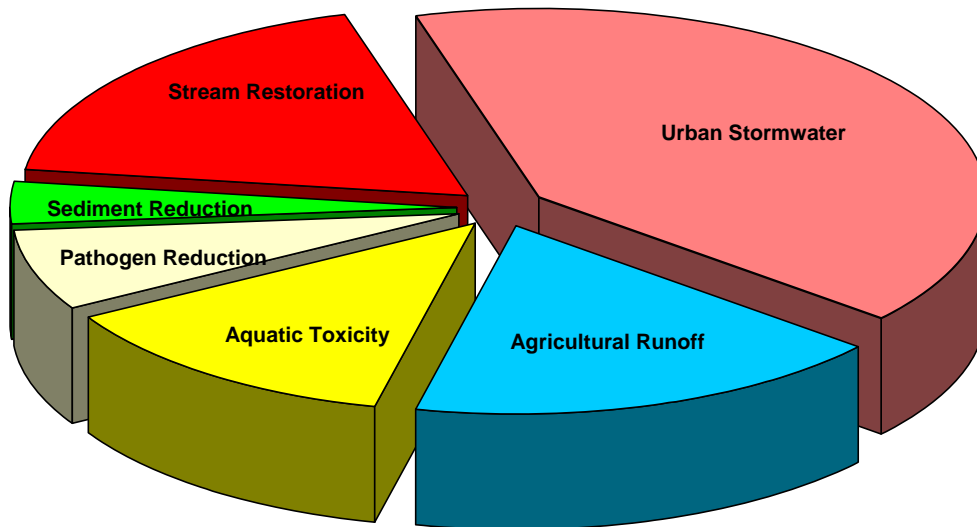 Stream Restoration
Urban Stormwater
Sediment Reduction
Pathogen Reduction
Aquatic Toxicity
Agricultural Runoff